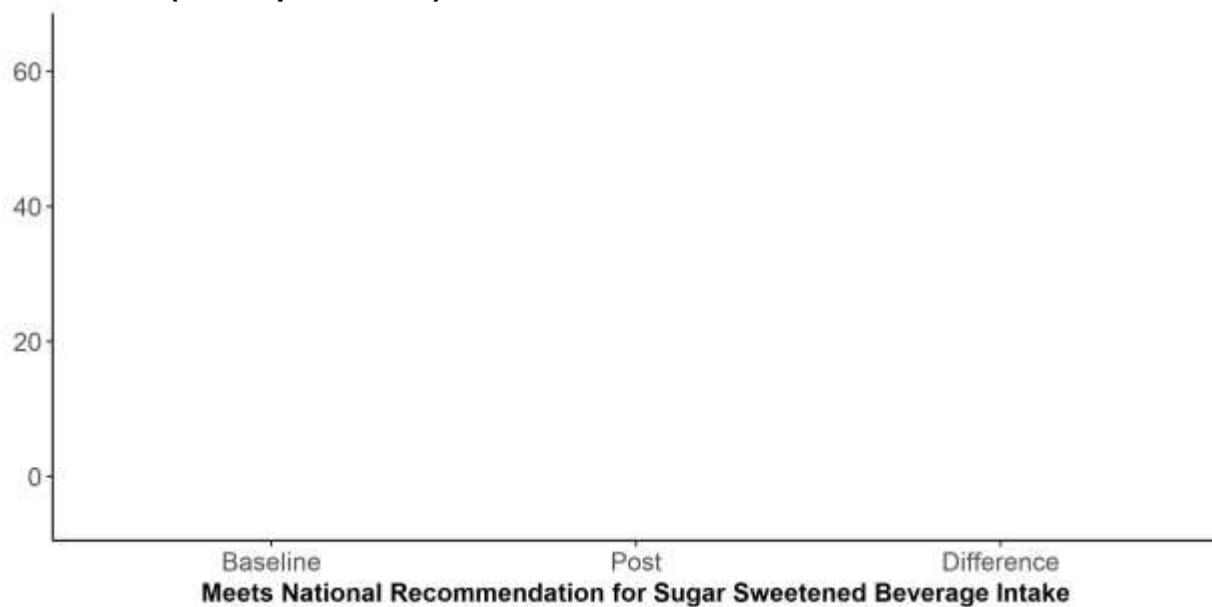 60
40
20
0
Baseline Post Difference
Meets National Recommendation for Sugar Sweetened Beverage Intake